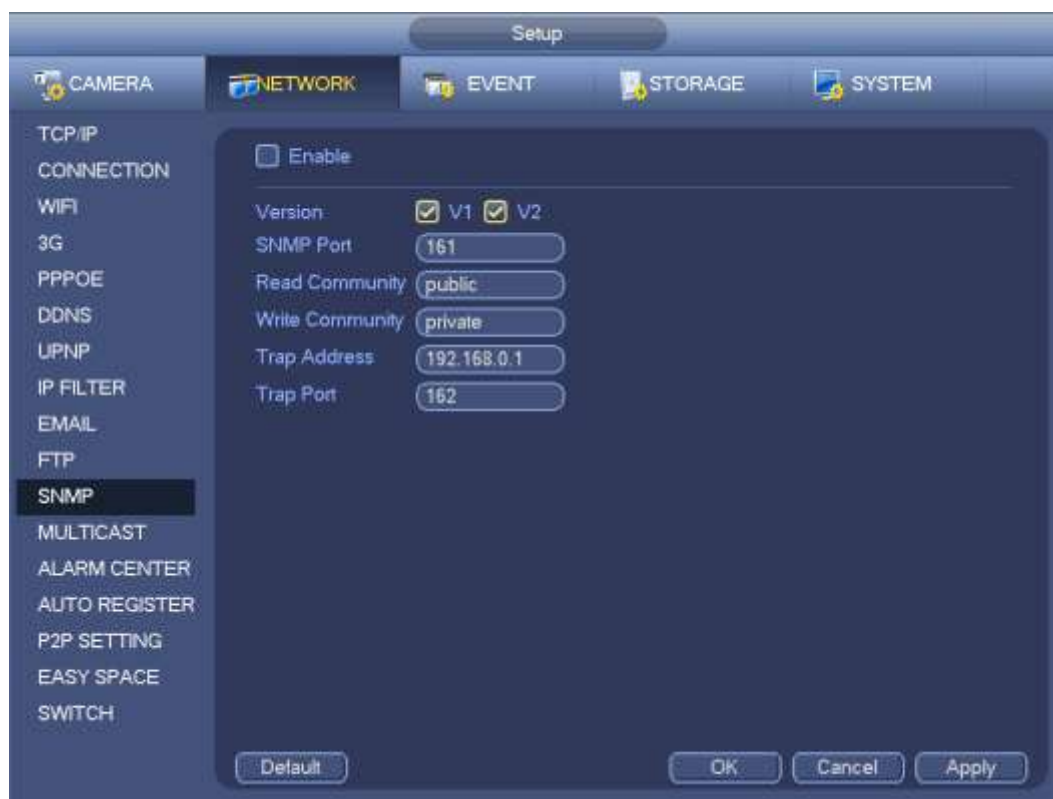 Setup
CAMERA NETWORK EVENT STORAGE SYSTEM
TCP/IP
CONNECTION
WIFI
3G
PPPOE
DDNS
UPNP
IP FILTER
EMAIL
FTP
SNMP
MULTICAST
ALARM CENTER
AUTO REGISTER
P2P SETTING
EASY SPACE
SWITCH
Enable
Version V1 V2
SNMP Port 161
Read Community public
Write Community private
Trap Address 192.168.0.1
Trap Port 162
Default OK Cancel Apply